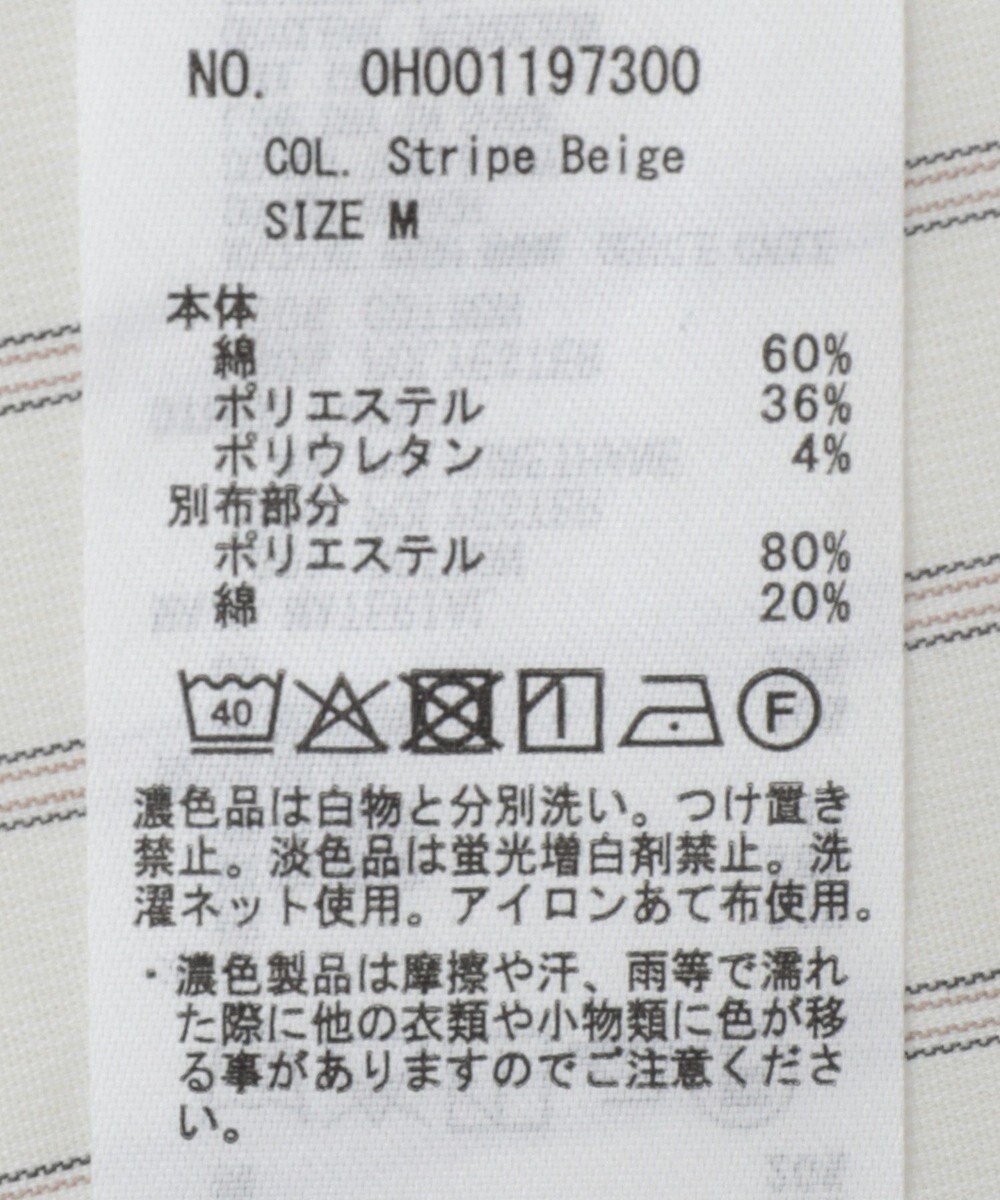 NO. 0H001197300
COL. Stripe Beige
SIZE M
本体
綿 60%
ポリエステル 36%
ポリウレタン 4%
別布部分
ポリエステル 80%
綿 20%
40 F
濃色品は白物と分別洗い。つけ置き
禁止。淡色品は蛍光増白剤禁止。洗
濯ネット使用。アイロンあて布使用。
・濃色製品は摩擦や汗、雨等で濡れ
た際に他の衣類や小物類に色が移
る事がありますのでご注意くださ
い。